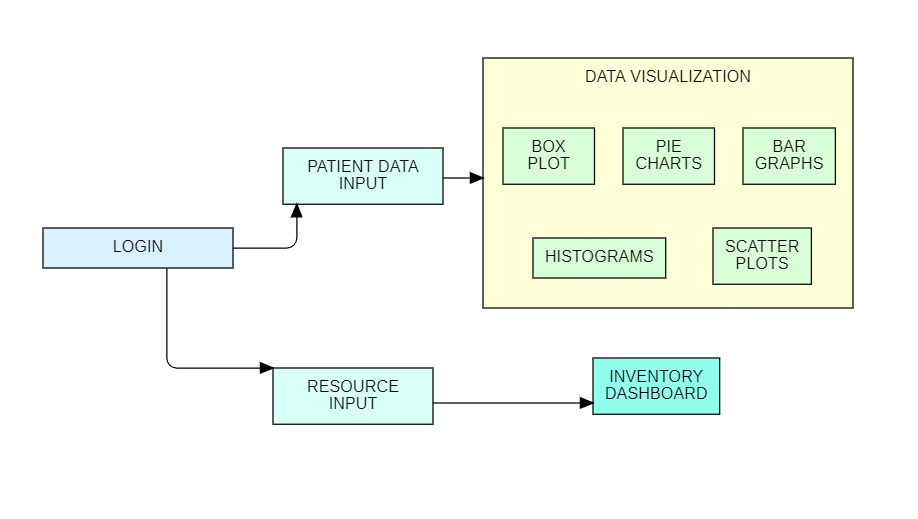 DATA VISUALIZATION
BOX
PLOT
PIE
CHARTS
BAR
GRAPHS
PATIENT DATA
INPUT
LOGIN
HISTOGRAMS
SCATTER
PLOTS
RESOURCE
INPUT
INVENTORY
DASHBOARD